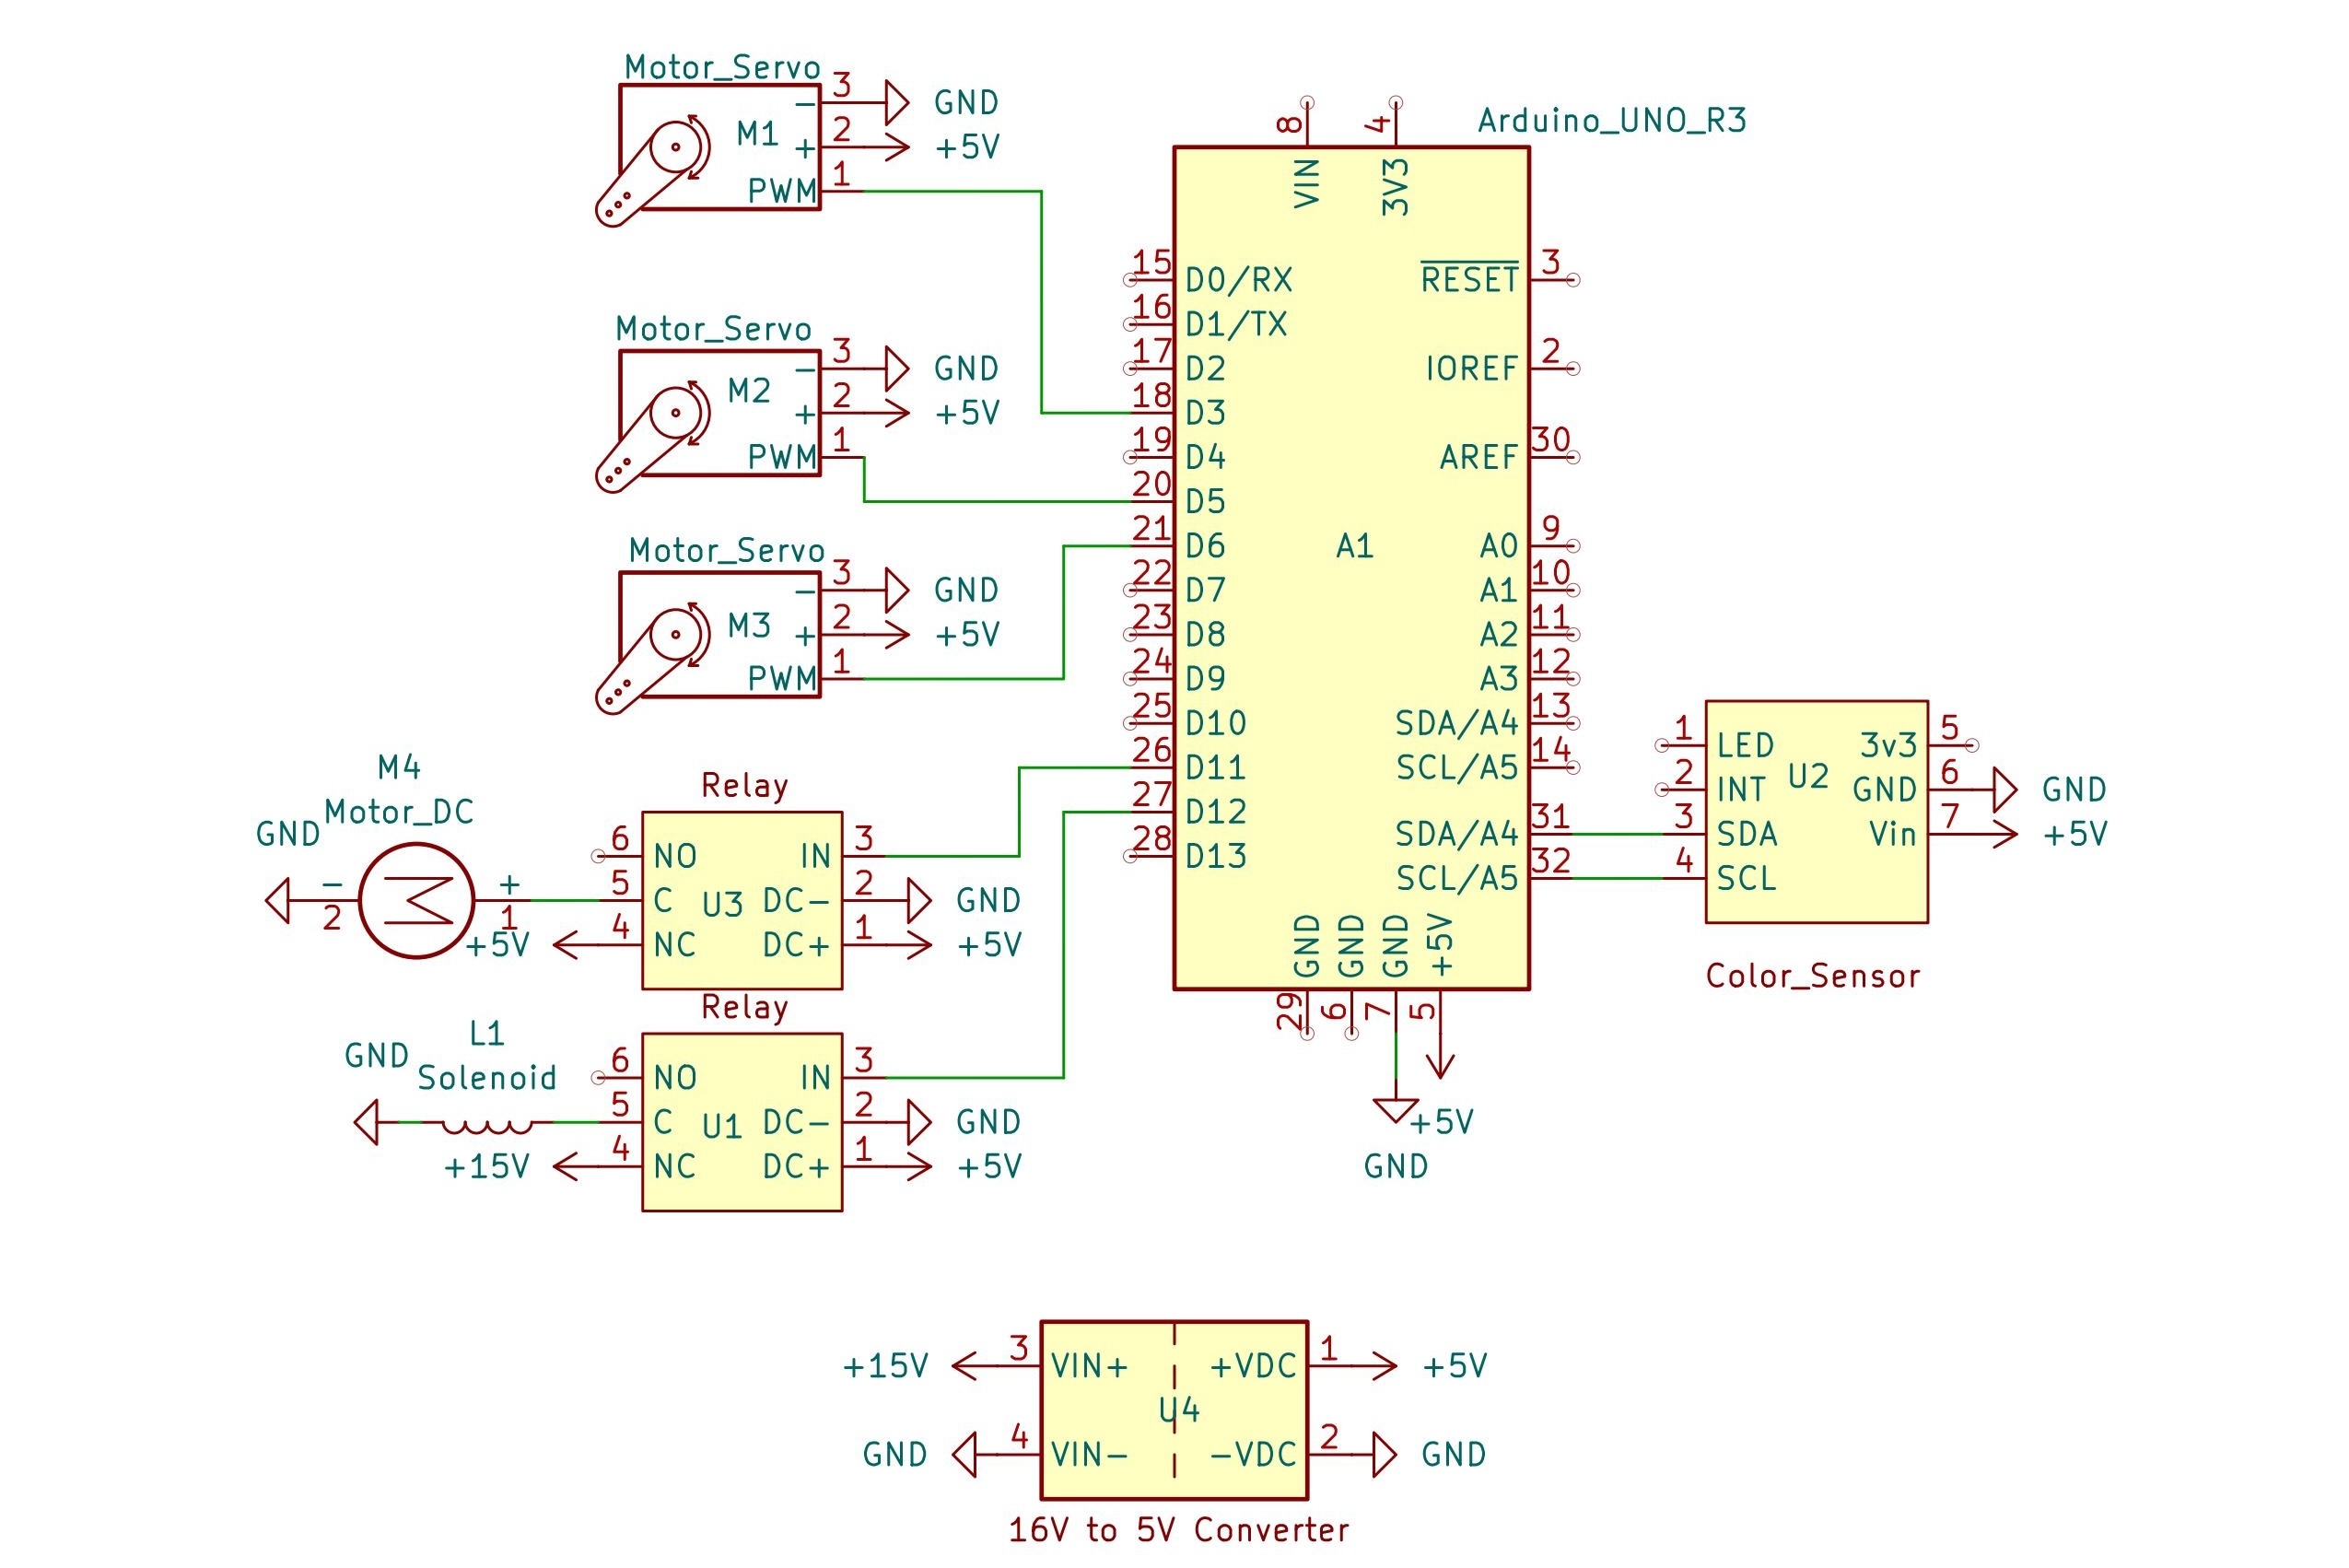 Motor_Servo
M1
- 3 GND
+ 2 +5V
PWM 1
Motor_Servo
M2
- 3 GND
+ 2 +5V
PWM 1
Motor_Servo
M3
- 3 GND
+ 2 +5V
PWM 1
M4
Motor_DC
GND
- +
2 1
Relay
U3
6 NO
5 C
+5V 4 NC
IN 3
DC- 2 GND
DC+ 1 +5V
Relay
L1
Solenoid
GND
U1
6 NO
5 C
+15V 4 NC
IN 3
DC- 2 GND
DC+ 1 +5V
Arduino_UNO_R3
A1
8 VIN
4 3V3
15 D0/RX
16 D1/TX
17 D2
18 D3
19 D4
20 D5
21 D6
22 D7
23 D8
24 D9
25 D10
26 D11
27 D12
28 D13
RESET 3
IOREF 2
AREF 30
A0 9
A1 10
A2 11
A3 12
SDA/A4 13
SCL/A5 14
SDA/A4 31
SCL/A5 32
GND 29
GND 6
GND 7
+5V 5
+5V
GND
U2
1 LED
2 INT
3 SDA
4 SCL
3v3 5
GND 6 GND
Vin 7 +5V
Color_Sensor
+15V 3 VIN+
GND 4 VIN-
U4
+VDC 1 +5V
-VDC 2 GND
16V to 5V Converter